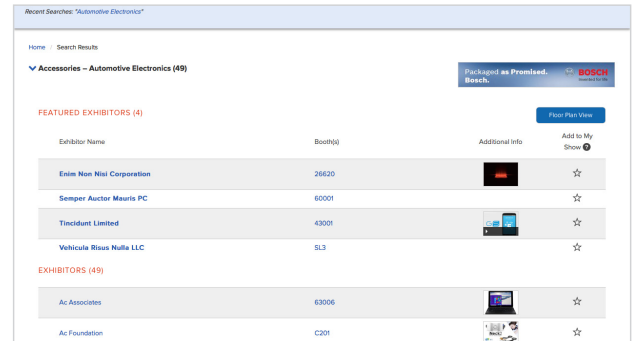 Recent Searches: "Automotive Electronics"
Home / Search Results
Accessories – Automotive Electronics (49)
Packaged as Promised.
Bosch.
BOSCH
Invented for life
FEATURED EXHIBITORS (4)
Floor Plan View
Exhibitor Name Booth(s) Additional Info Add to My Show ?
Enim Non Nisi Corporation 26620
Semper Auctor Mauris PC 60001
Tincidunt Limited 43001
Vehicula Risus Nulla LLC SL3
EXHIBITORS (49)
Ac Associates 63006
Ac Foundation C201